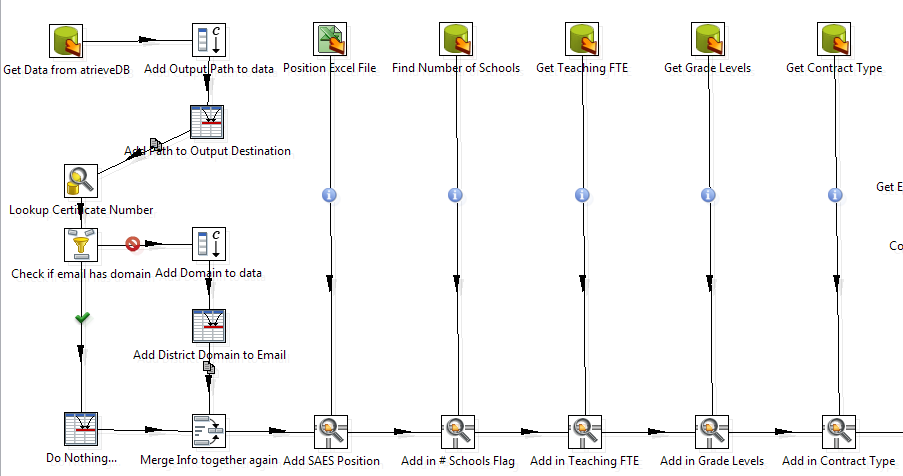 Get Data from atrieveDB
Add Output Path to data
Position Excel File
Find Number of Schools
Get Teaching FTE
Get Grade Levels
Get Contract Type
Add Path to Output Destination
Get E
Lookup Certificate Number
Co
Check if email has domain
Add Domain to data
Add District Domain to Email
Do Nothing...
Merge Info together again
Add SAES Position
Add in # Schools Flag
Add in Teaching FTE
Add in Grade Levels
Add in Contract Type